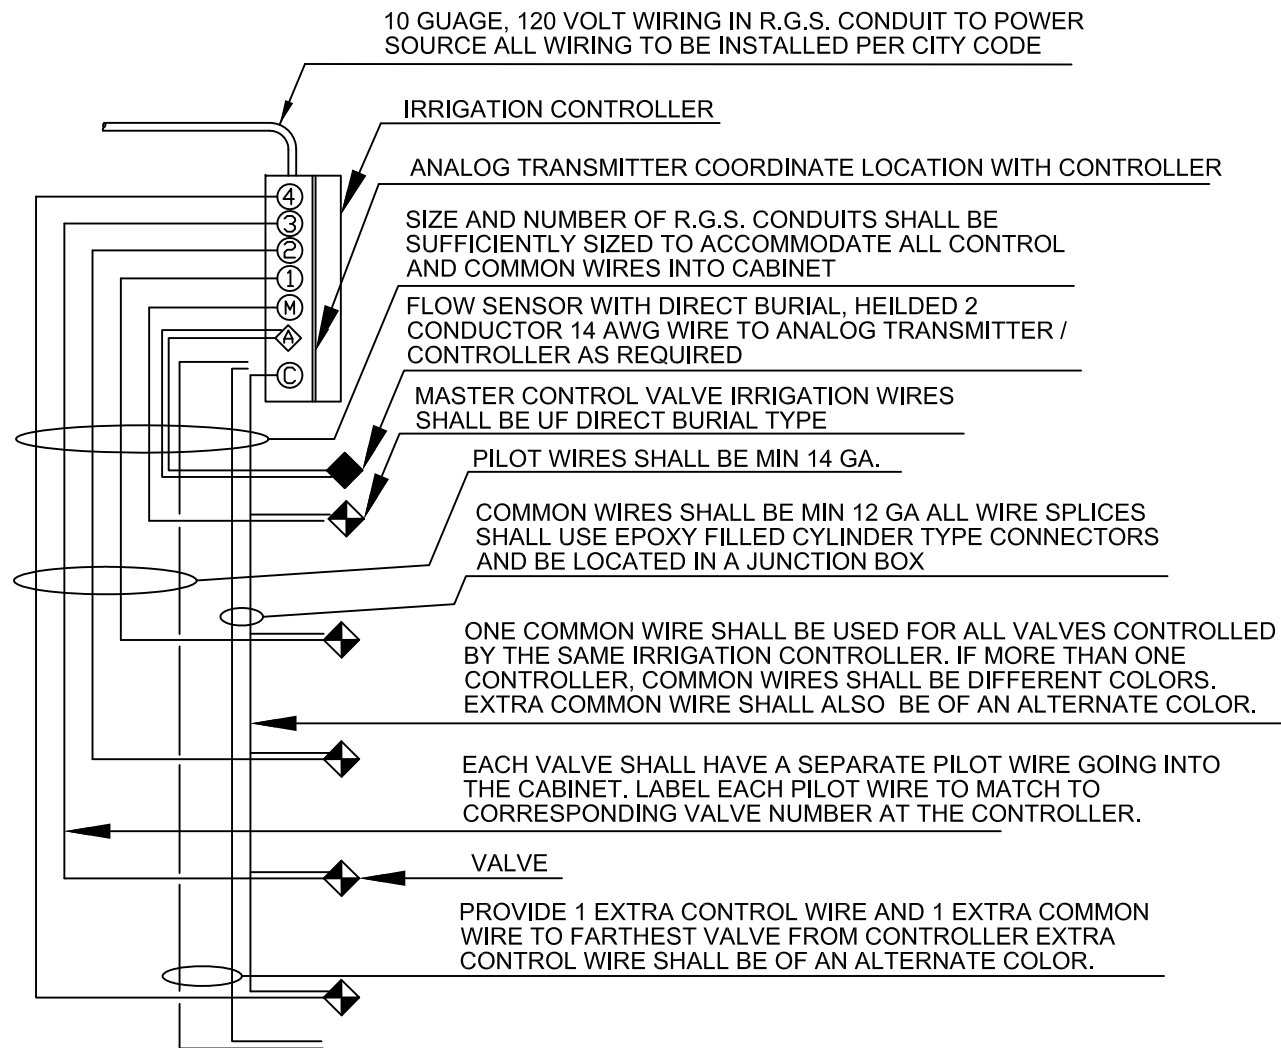 10 GUAGE, 120 VOLT WIRING IN R.G.S. CONDUIT TO POWER
SOURCE ALL WIRING TO BE INSTALLED PER CITY CODE
IRRIGATION CONTROLLER
ANALOG TRANSMITTER COORDINATE LOCATION WITH CONTROLLER
4
3
2
1
M
A
C
SIZE AND NUMBER OF R.G.S. CONDUITS SHALL BE
SUFFICIENTLY SIZED TO ACCOMMODATE ALL CONTROL
AND COMMON WIRES INTO CABINET
FLOW SENSOR WITH DIRECT BURIAL, HEILDED 2
CONDUCTOR 14 AWG WIRE TO ANALOG TRANSMITTER /
CONTROLLER AS REQUIRED
MASTER CONTROL VALVE IRRIGATION WIRES
SHALL BE UF DIRECT BURIAL TYPE
PILOT WIRES SHALL BE MIN 14 GA.
COMMON WIRES SHALL BE MIN 12 GA ALL WIRE SPLICES
SHALL USE EPOXY FILLED CYLINDER TYPE CONNECTORS
AND BE LOCATED IN A JUNCTION BOX
ONE COMMON WIRE SHALL BE USED FOR ALL VALVES CONTROLLED
BY THE SAME IRRIGATION CONTROLLER. IF MORE THAN ONE
CONTROLLER, COMMON WIRES SHALL BE DIFFERENT COLORS.
EXTRA COMMON WIRE SHALL ALSO BE OF AN ALTERNATE COLOR.
EACH VALVE SHALL HAVE A SEPARATE PILOT WIRE GOING INTO
THE CABINET. LABEL EACH PILOT WIRE TO MATCH TO
CORRESPONDING VALVE NUMBER AT THE CONTROLLER.
VALVE
PROVIDE 1 EXTRA CONTROL WIRE AND 1 EXTRA COMMON
WIRE TO FARTHEST VALVE FROM CONTROLLER EXTRA
CONTROL WIRE SHALL BE OF AN ALTERNATE COLOR.